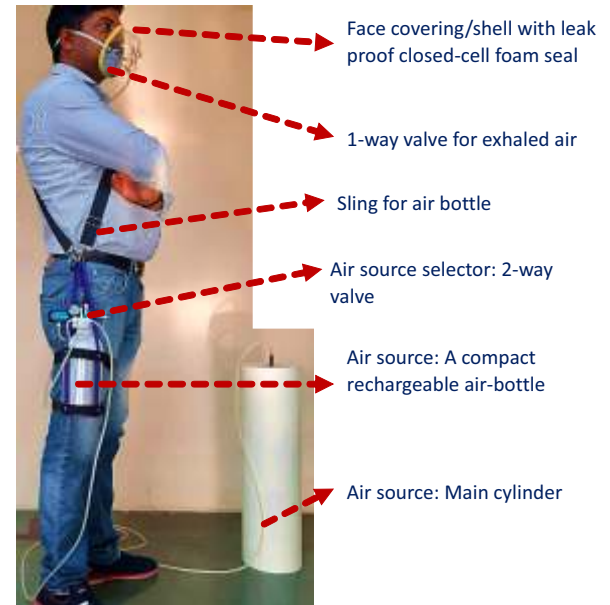 Face covering/shell with leak
proof closed-cell foam seal
1-way valve for exhaled air
Sling for air bottle
Air source selector: 2-way
valve
Air source: A compact
rechargeable air-bottle
Air source: Main cylinder